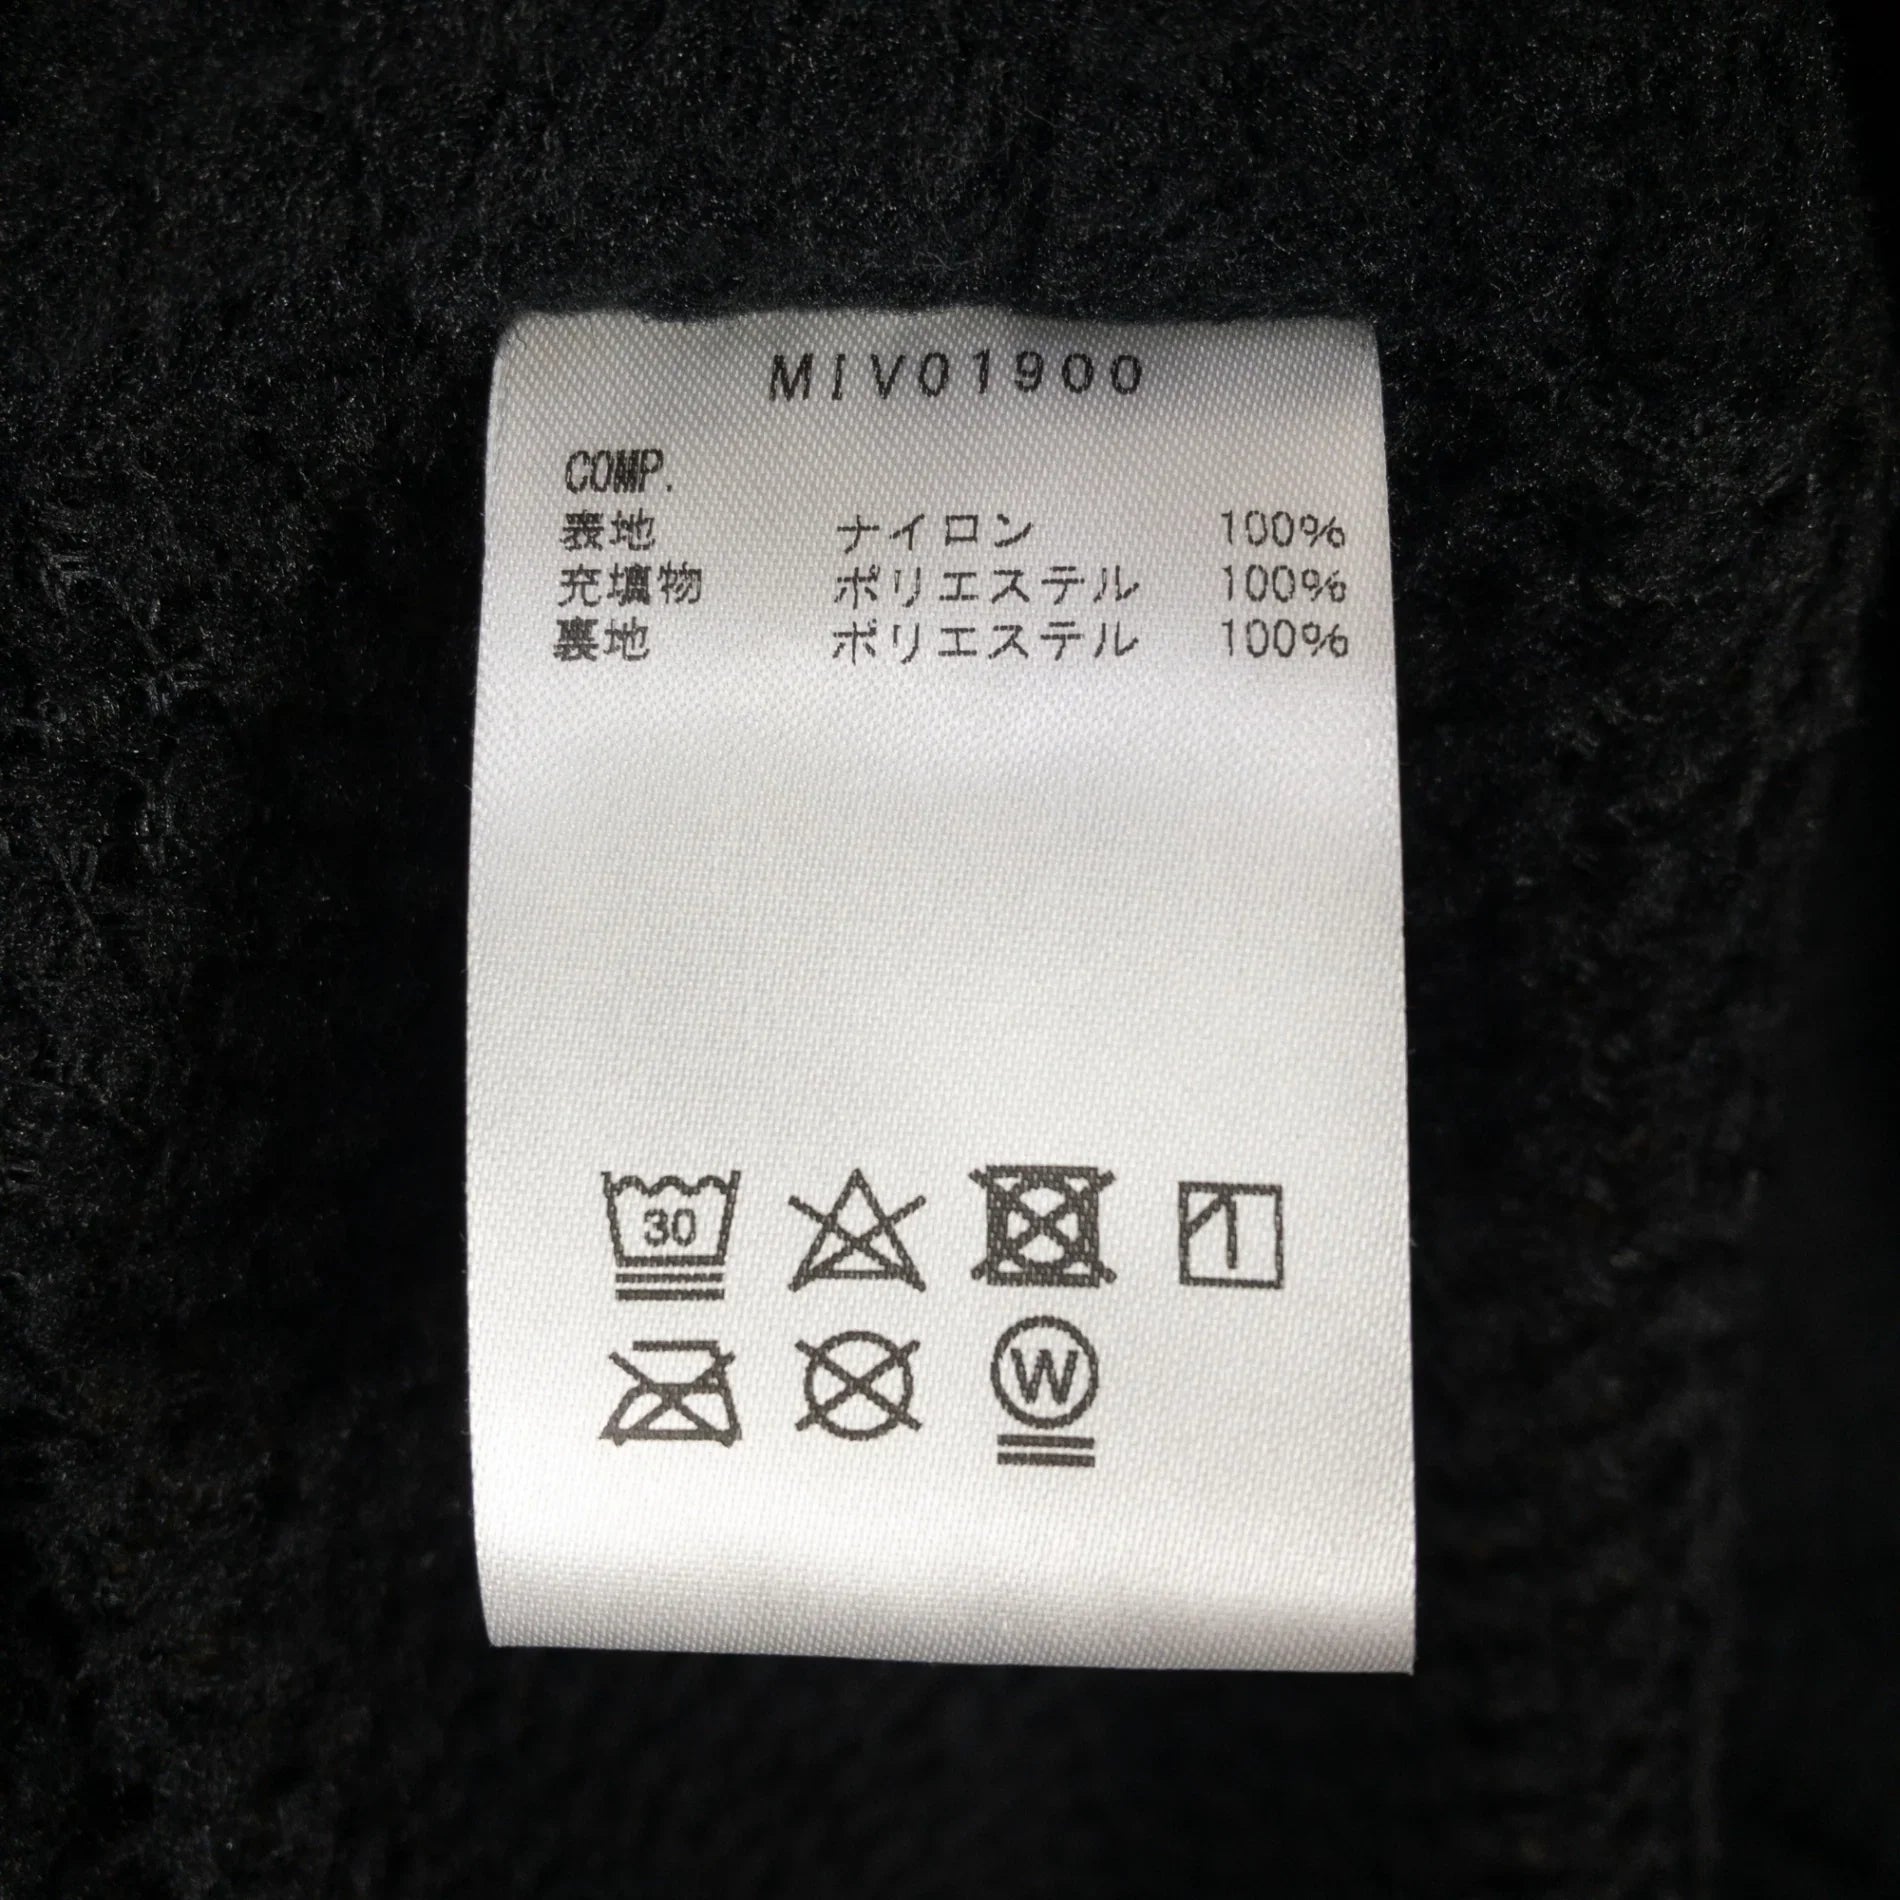 MIV01900
COMP.
表地 ナイロン 100%
充填物 ポリエステル 100%
裏地 ポリエステル 100%
30
W